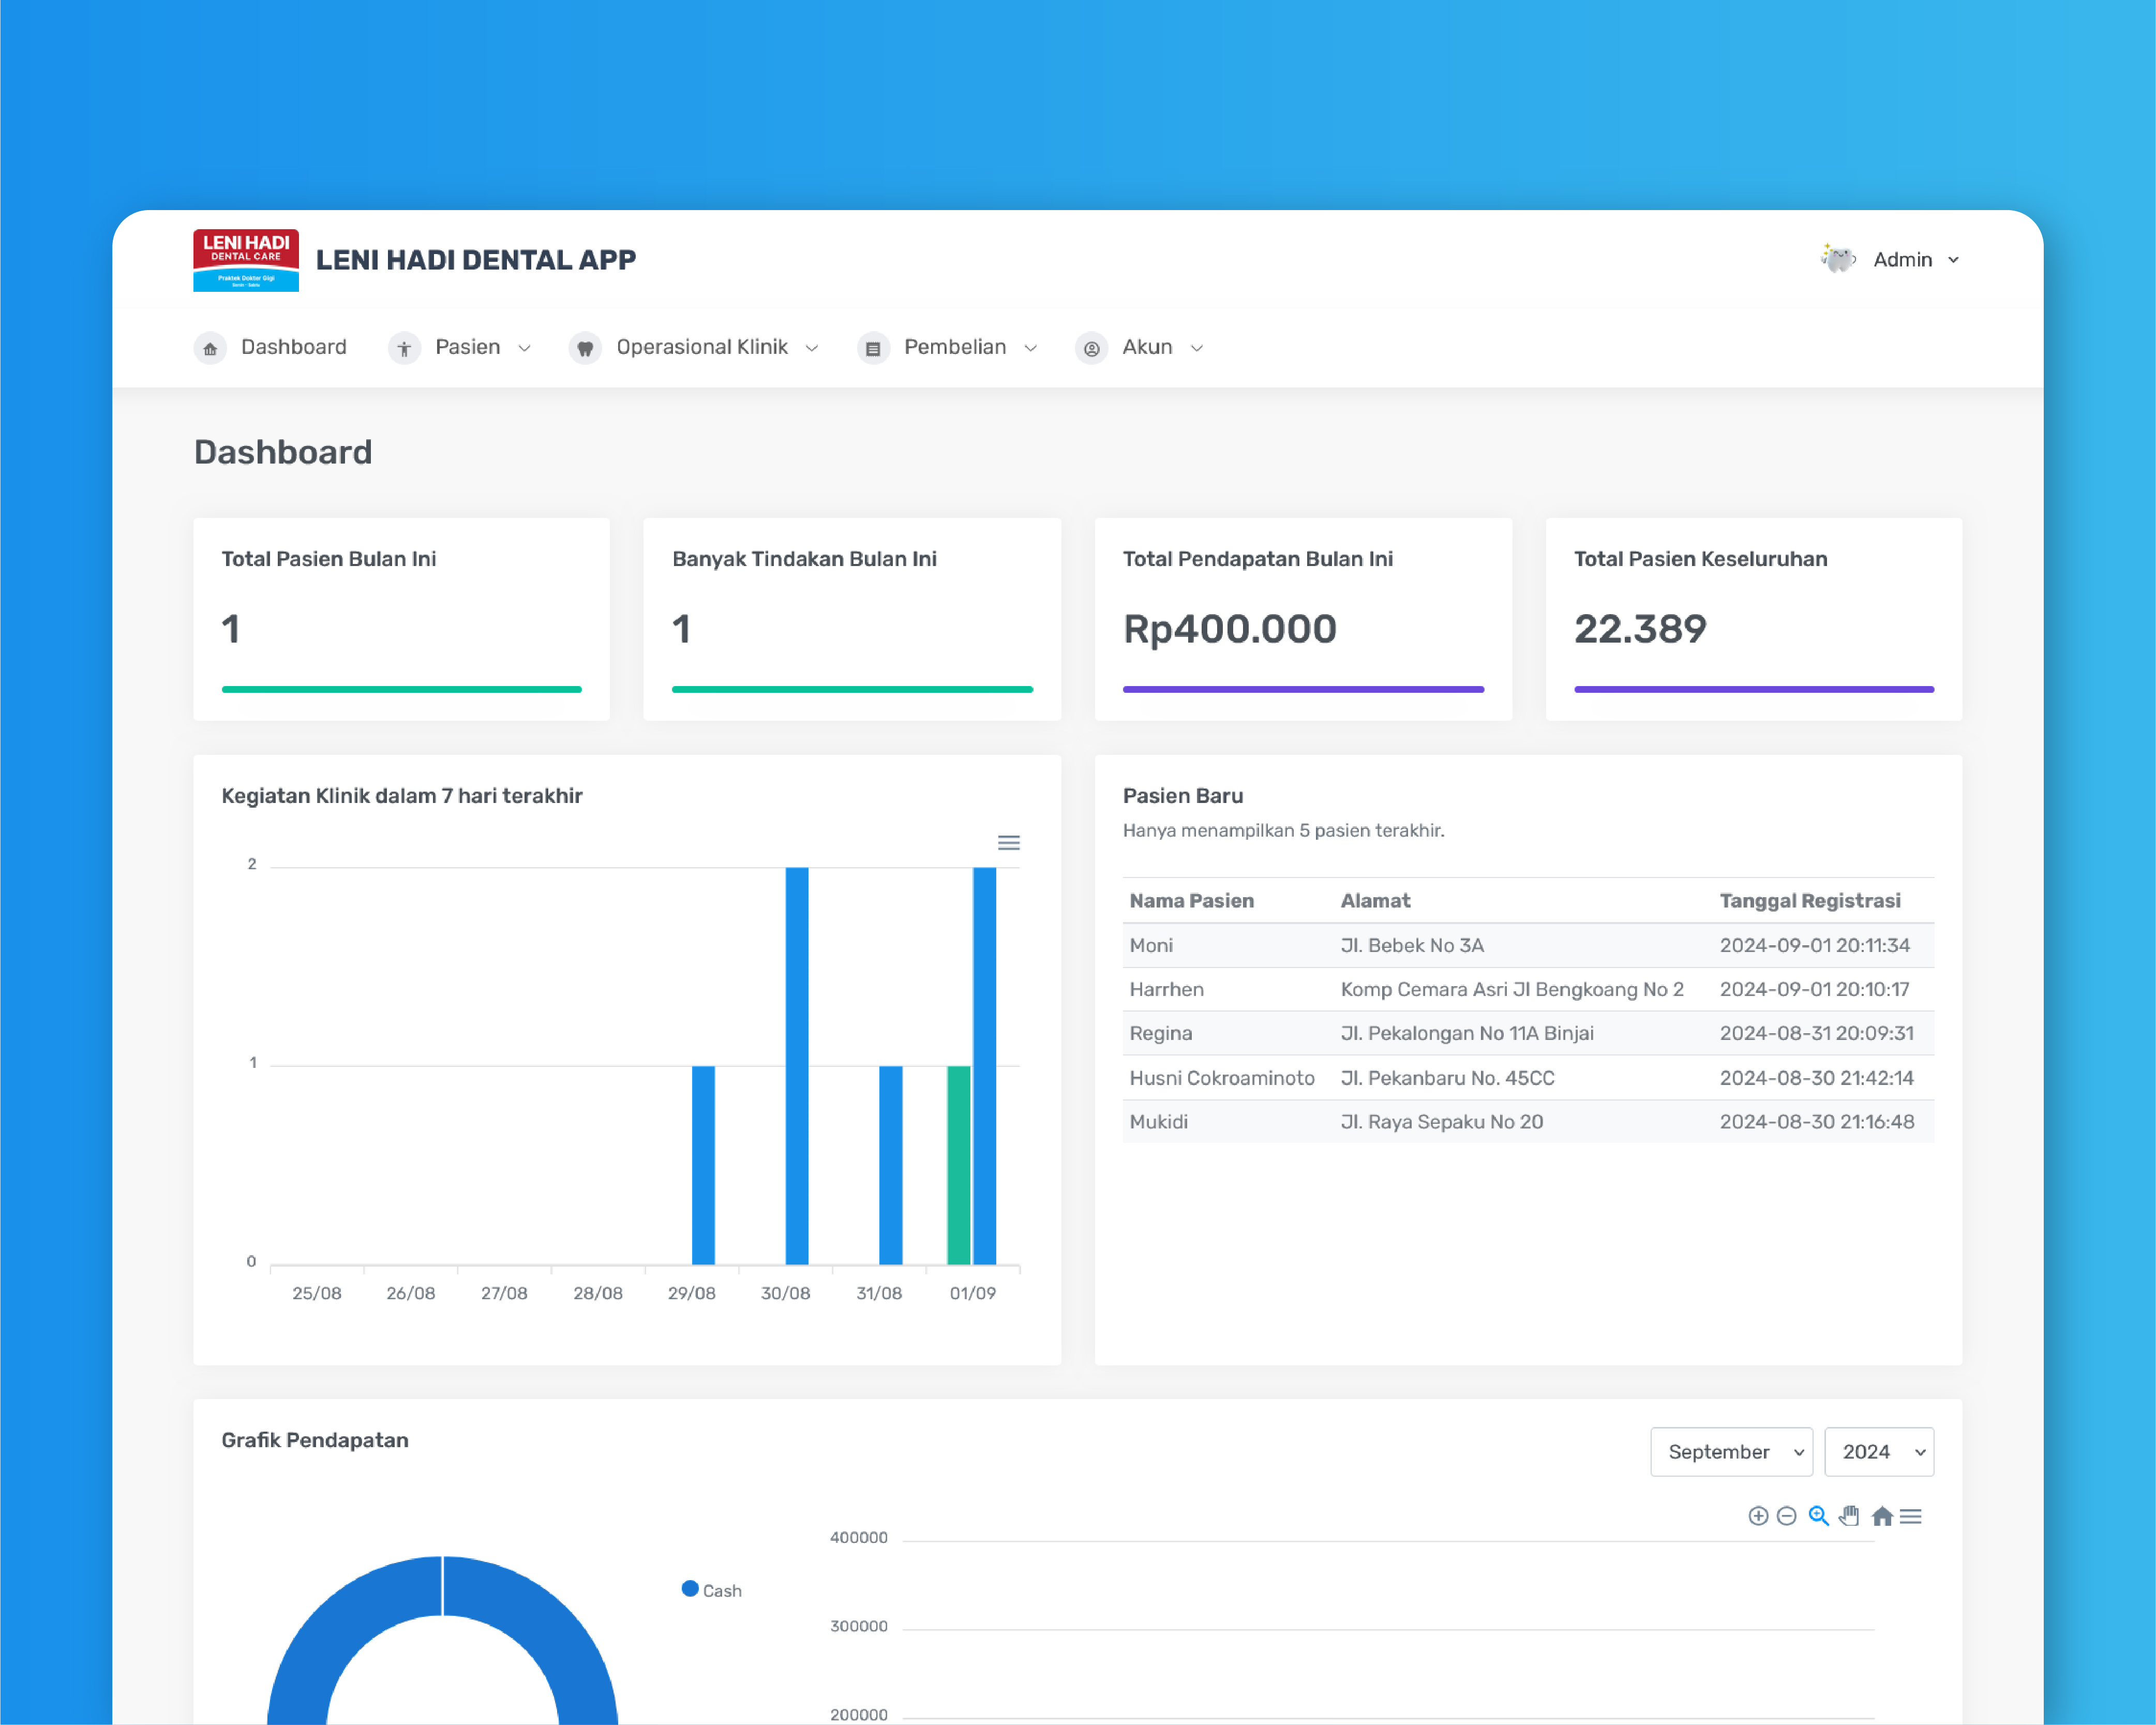 LENI HADI
DENTAL CARE
Praktek Dokter Gigi
Senin - Sabtu
LENI HADI DENTAL APP
Admin
Dashboard
Pasien
Operasional Klinik
Pembelian
Akun
Dashboard
Total Pasien Bulan Ini
1
Banyak Tindakan Bulan Ini
1
Total Pendapatan Bulan Ini
Rp400.000
Total Pasien Keseluruhan
22.389
Kegiatan Klinik dalam 7 hari terakhir
2
1
0
25/08 26/08 27/08 28/08 29/08 30/08 31/08 01/09
Pasien Baru
Hanya menampilkan 5 pasien terakhir.
Nama Pasien Alamat Tanggal Registrasi
Moni Jl. Bebek No 3A 2024-09-01 20:11:34
Harrhen Komp Cemara Asri Jl Bengkoang No 2 2024-09-01 20:10:17
Regina Jl. Pekalongan No 11A Binjai 2024-08-31 20:09:31
Husni Cokroaminoto Jl. Pekanbaru No. 45CC 2024-08-30 21:42:14
Mukidi Jl. Raya Sepaku No 20 2024-08-30 21:16:48
Grafik Pendapatan
September
2024
Cash
400000
300000
200000